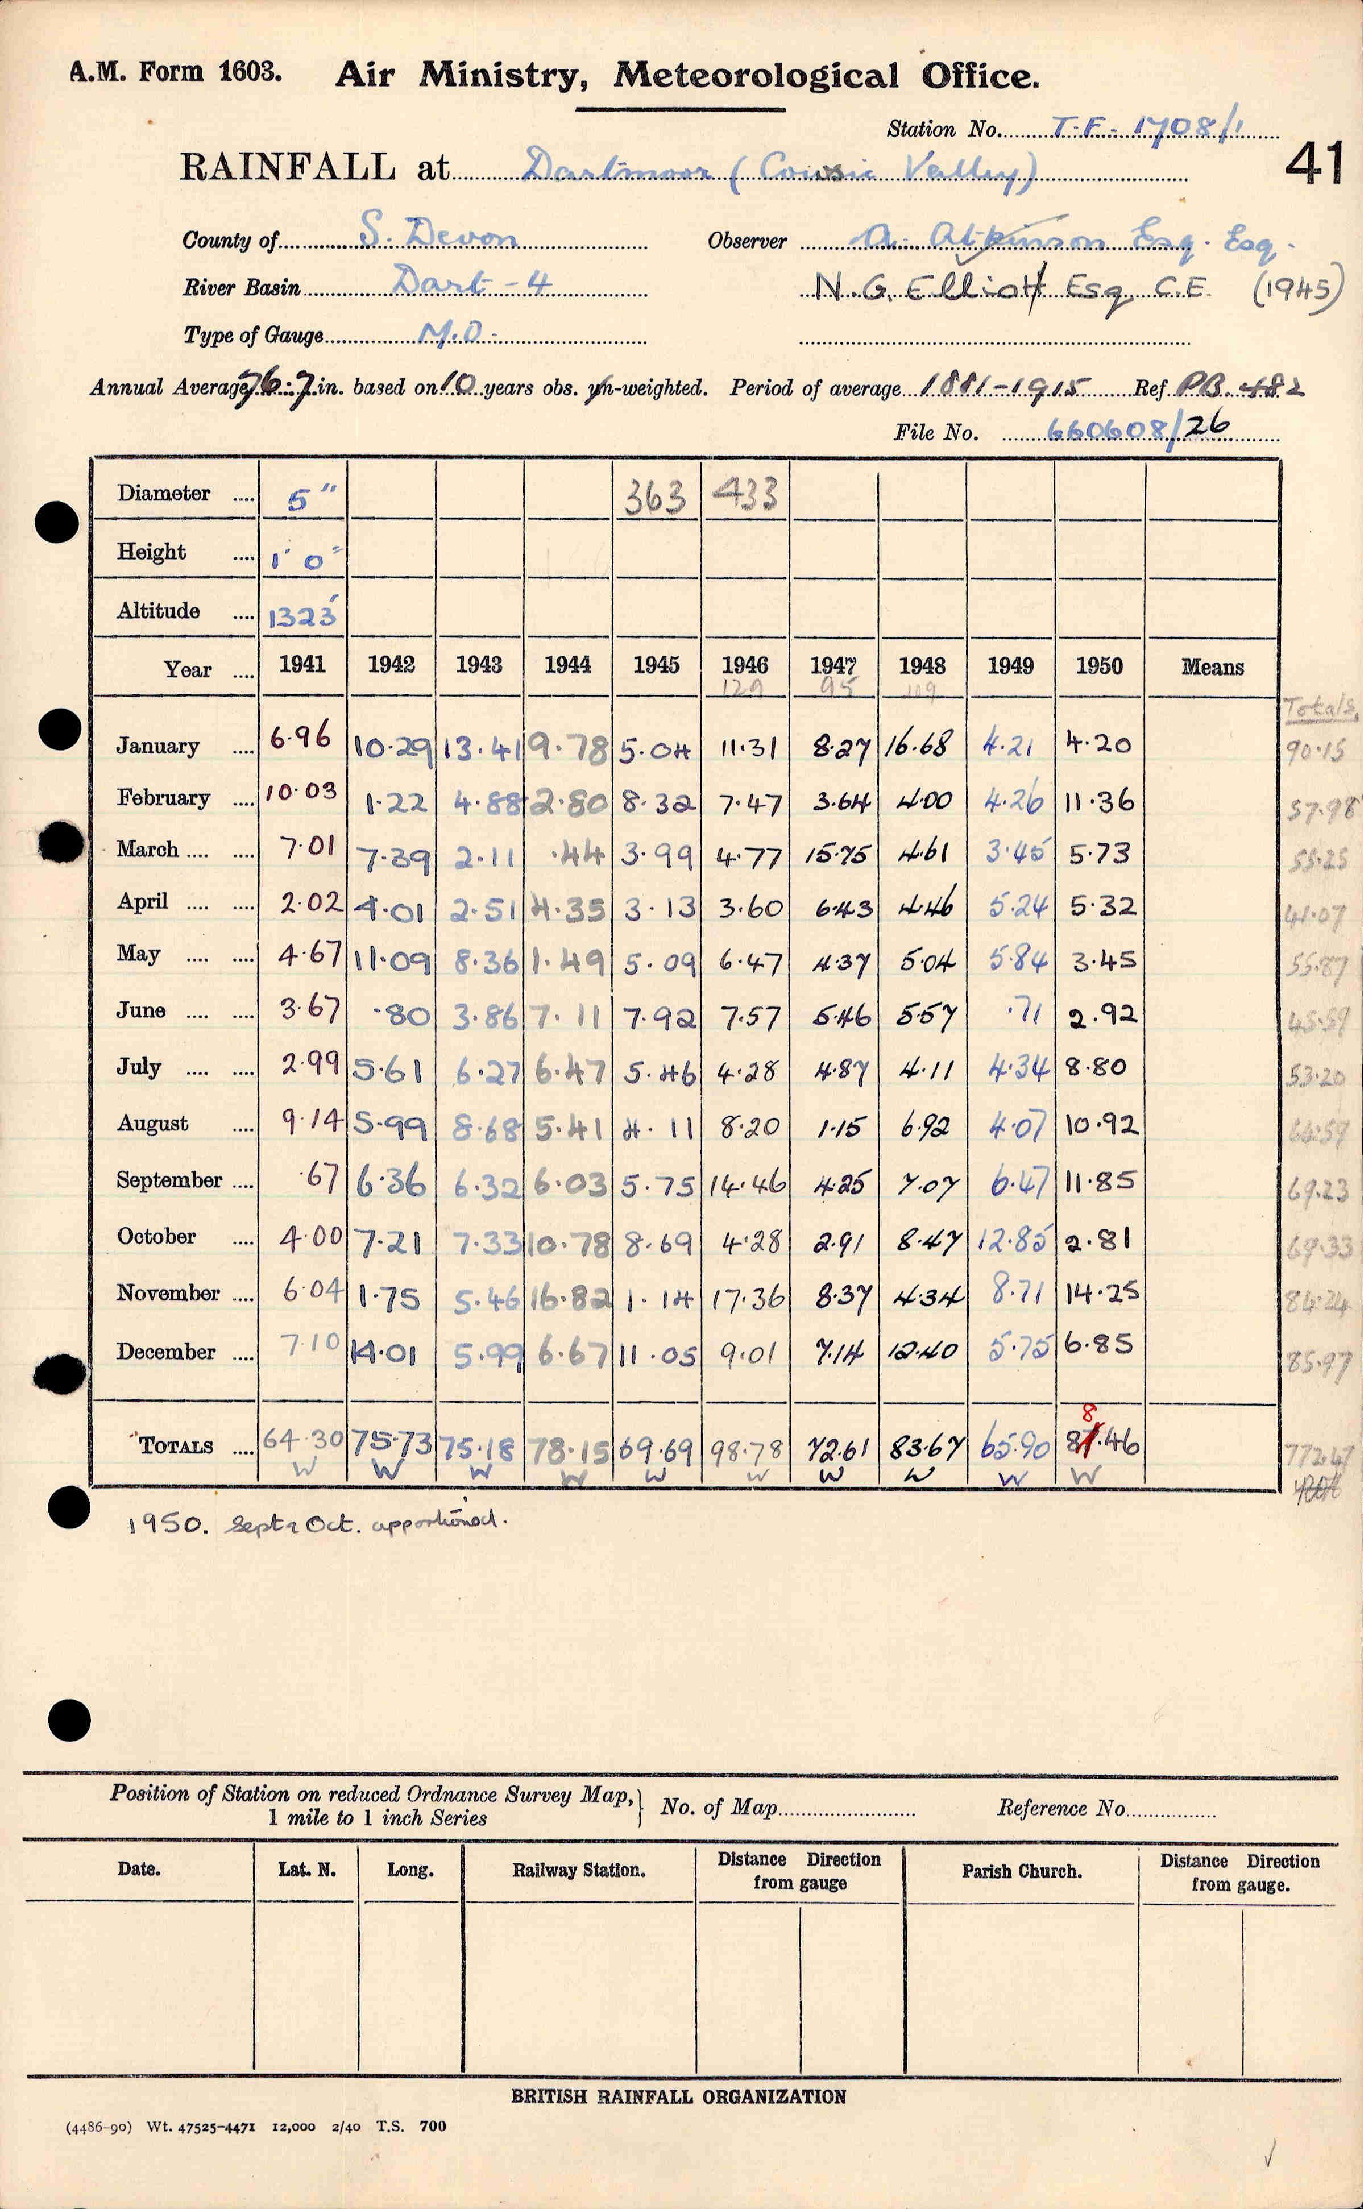 A.M. Form 1603. Air Ministry, Meteorological Office.
Station No. T.F. 1708/1
41
RAINFALL at Dartmoor (Cowsic Valley)
County of S. Devon Observer A. Atkinson Esq. Esq.
River Basin Dart - 4 N.G. Elliott Esq. C.E. (1945)
Type of Gauge M.O.
Annual Average 76.7 in. based on 10 years obs. un-weighted. Period of average 1881-1915 Ref P.B. 482
File No. 660608/26
Diameter .... 5" 363 433
Height .... 1' 0"
Altitude .... 1323'
Year .... 1941 1942 1943 1944 1945 1946 1947 1948 1949 1950 Means
129 95 119 Totals.
January .... 6.96 10.29 13.41 9.78 5.04 11.31 8.27 16.68 4.21 4.20 90.15
February .... 10.03 1.22 4.88 2.80 8.32 7.47 3.64 4.00 4.26 11.36 57.98
March .... .... 7.01 7.39 2.11 .44 3.99 4.77 15.75 4.61 3.45 5.73 55.25
April .... .... 2.02 4.01 2.51 4.35 3.13 3.60 6.43 4.46 5.24 5.32 41.07
May .... .... 4.67 11.09 8.36 1.49 5.09 6.47 4.37 5.04 5.84 3.45 55.87
June .... .... 3.67 .80 3.86 7.11 7.92 7.57 5.46 5.57 .71 2.92 45.59
July .... .... 2.99 5.61 6.27 6.47 5.46 4.28 4.87 4.11 4.34 8.80 53.20
August .... 9.14 5.99 8.68 5.41 4.11 8.20 1.15 6.92 4.07 10.92 64.59
September .... .67 6.36 6.32 6.03 5.75 14.46 4.25 7.07 6.47 11.85 69.23
October .... 4.00 7.21 7.33 10.78 8.69 4.28 2.91 8.47 12.85 2.81 69.33
November .... 6.04 1.75 5.46 16.82 1.14 17.36 8.37 4.34 8.71 14.25 84.24
December .... 7.10 14.01 5.99 6.67 11.05 9.01 7.14 12.40 5.75 6.85 85.97
8
TOTALS .... 64.30 75.73 75.18 78.15 69.69 98.78 72.61 83.67 65.90 81.46 772.47
W W W W W W W W W W
1950. Sept & Oct. apportioned.
Position of Station on reduced Ordnance Survey Map,} No. of Map Reference No.
1 mile to 1 inch Series
Date. Lat. N. Long. Railway Station. Distance Direction from gauge Parish Church. Distance Direction from gauge.
BRITISH RAINFALL ORGANIZATION
(4486-90) Wt. 47525-4471 12,000 2/40 T.S. 700